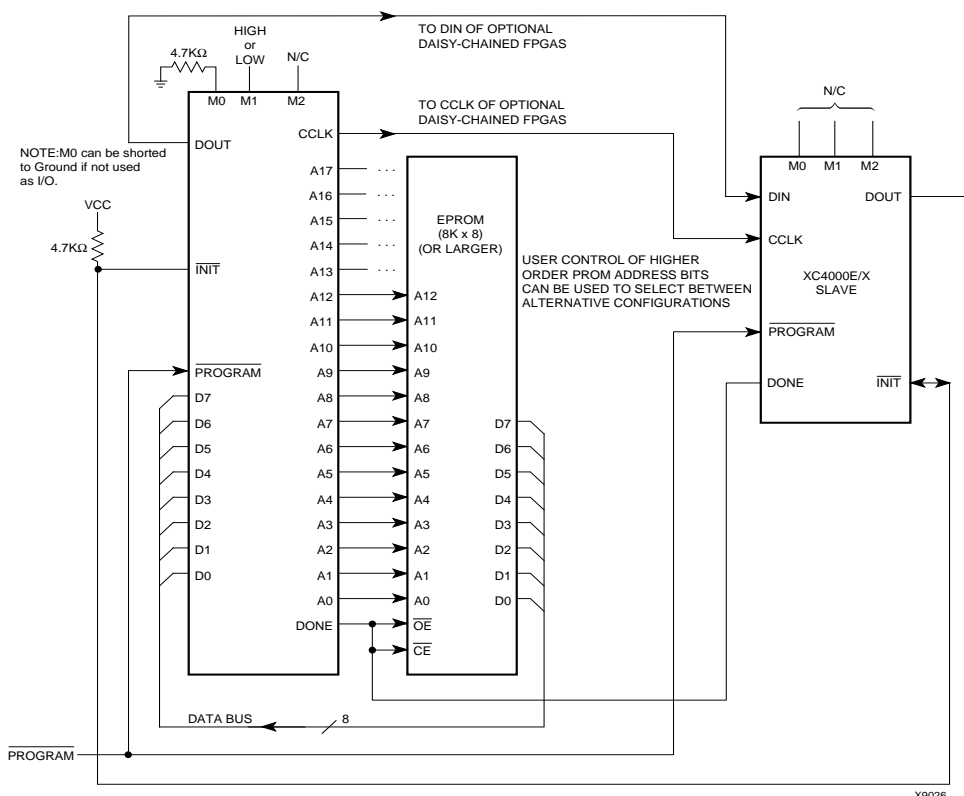 TO DIN OF OPTIONAL
DAISY-CHAINED FPGAS
HIGH
or
LOW
4.7KΩ
N/C
M0 M1 M2
TO CCLK OF OPTIONAL
DAISY-CHAINED FPGAS
N/C
M0 M1 M2
NOTE:M0 can be shorted
to Ground if not used
as I/O.
VCC
4.7KΩ
DOUT
INIT
PROGRAM
D7
D6
D5
D4
D3
D2
D1
D0
CCLK
A17 ...
A16 ...
A15 ...
A14 ...
A13 ...
A12
A11
A10
A9
A8
A7
A6
A5
A4
A3
A2
A1
A0
DONE
EPROM
(8K x 8)
(OR LARGER)
A12
A11
A10
A9
A8
A7
A6
A5
A4
A3
A2
A1
A0
OE
CE
D7
D6
D5
D4
D3
D2
D1
D0
USER CONTROL OF HIGHER
ORDER PROM ADDRESS BITS
CAN BE USED TO SELECT BETWEEN
ALTERNATIVE CONFIGURATIONS
DIN DOUT
CCLK
XC4000E/X
SLAVE
PROGRAM
DONE INIT
DATA BUS 8
PROGRAM
X9026